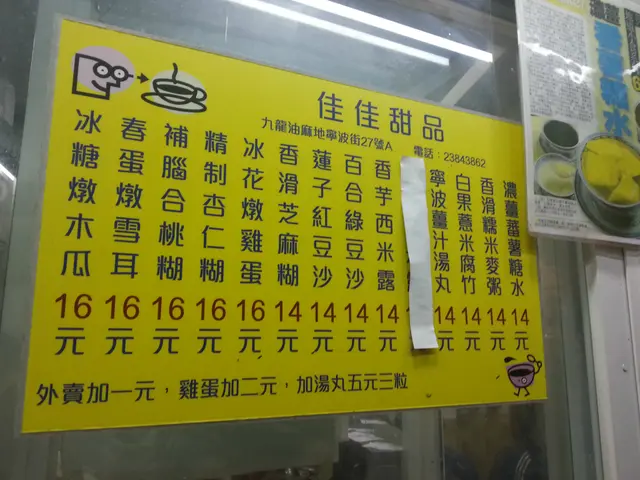 佳佳甜品
九龍油麻地寧波街27號A 電話：23843862
冰糖燉木瓜 16元
春蛋燉雪耳 16元
補腦合桃糊 16元
精制杏仁糊 16元
冰花燉雞蛋 16元
香滑芝麻糊 14元
蓮子紅豆沙 14元
百合綠豆沙 14元
香芋西米露 14元
寧波薑汁湯丸 14元
白果薏米腐竹 14元
香滑糯米麥粥 14元
濃薑蕃薯糖水 14元
外賣加一元，雞蛋加二元，加湯丸五元三粒